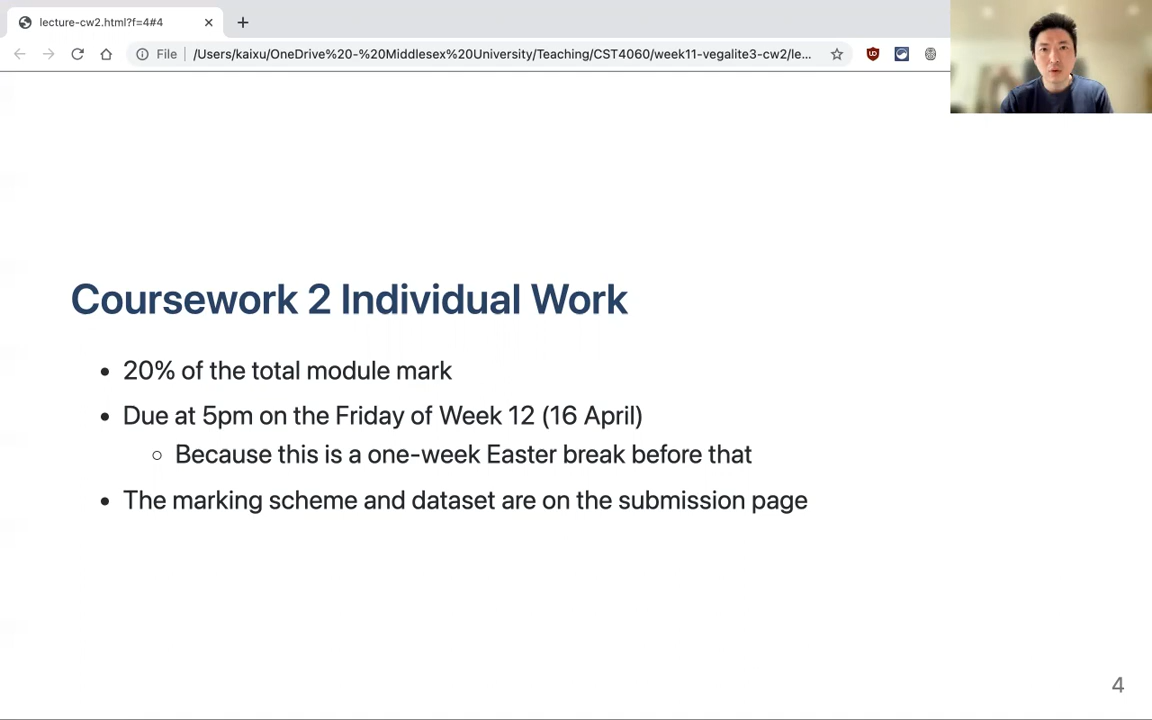 lecture-cw2.html?f=4#4
File /Users/kaixu/OneDrive%20-%20Middlesex%20University/Teaching/CST4060/week11-vegalite3-cw2/le...
Coursework 2 Individual Work
• 20% of the total module mark
• Due at 5pm on the Friday of Week 12 (16 April)
○ Because this is a one-week Easter break before that
• The marking scheme and dataset are on the submission page
4